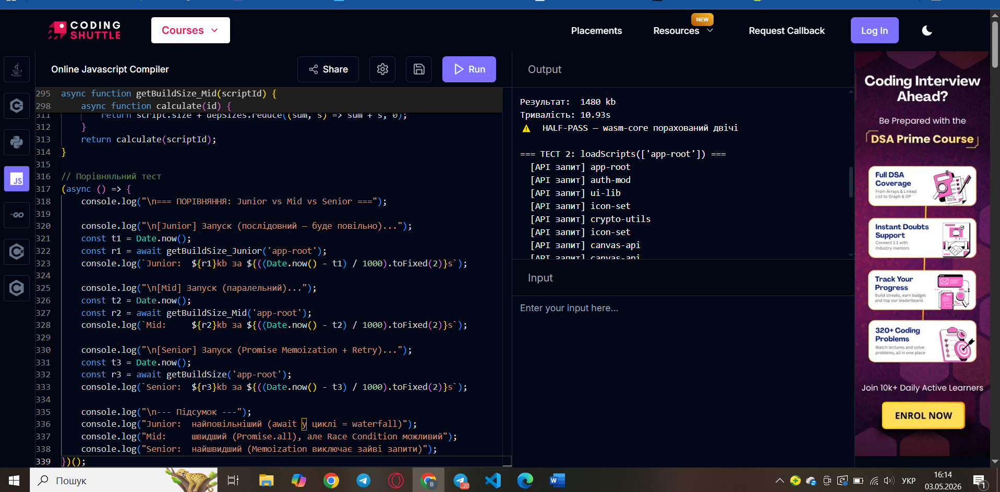 CODING
SHUTTLE
Courses
Placements
Resources
NEW
Request Callback
Log In
Online Javascript Compiler
Share
Run
295 async function getBuildSize_Mid(scriptId) {
298 async function calculate(id) {
311 return script.size + depSizes.reduce((sum, s) => sum + s, 0);
312 }
313 return calculate(scriptId);
314 }
315
316 // Порівняльний тест
317 (async () => {
318 console.log("\n=== ПОРІВНЯННЯ: Junior vs Mid vs Senior ===");
319
320 console.log("\n[Junior] Запуск (послідовний — буде повільно)...");
321 const t1 = Date.now();
322 const r1 = await getBuildSize_Junior('app-root');
323 console.log(`Junior:  ${r1}kb за ${((Date.now() - t1) / 1000).toFixed(2)}s`);
324
325 console.log("\n[Mid] Запуск (паралельний)...");
326 const t2 = Date.now();
327 const r2 = await getBuildSize_Mid('app-root');
328 console.log(`Mid:     ${r2}kb за ${((Date.now() - t2) / 1000).toFixed(2)}s`);
329
330 console.log("\n[Senior] Запуск (Promise Memoization + Retry)...");
331 const t3 = Date.now();
332 const r3 = await getBuildSize('app-root');
333 console.log(`Senior:  ${r3}kb за ${((Date.now() - t3) / 1000).toFixed(2)}s`);
334
335 console.log("\n--- Підсумок ---");
336 console.log("Junior:  найповільніший (await у циклі = waterfall)");
337 console.log("Mid:     швидший (Promise.all), але Race Condition можливий");
338 console.log("Senior:  найшвидший (Memoization виключає зайві запити)");
339 })();
JS
GO
Output
Результат:  1480 kb
Тривалість: 10.93s
⚠ HALF-PASS — wasm-core порахований двічі
=== ТЕСТ 2: loadScripts(['app-root']) ===
[API запит] app-root
[API запит] auth-mod
[API запит] ui-lib
[API запит] icon-set
[API запит] crypto-utils
[API запит] icon-set
[API запит] canvas-api
[API запит] canvas-api
Input
Enter your input here...
Coding Interview
Ahead?
Be Prepared with the
DSA Prime Course
Full DSA
Coverage
From Arrays & Linked
List to Graph & DP
Instant Doubts
Support
Connect 1:1 with
Industry mentors
Track Your
Progress
Build streaks, earn badges
and top our leaderboard.
320+ Coding
Problems
Watch lectures and solve
problems, all in one place
Join 10k+ Daily Active Learners
ENROL NOW
Пошук
B
..20
УКР
16:14
03.05.2026
1